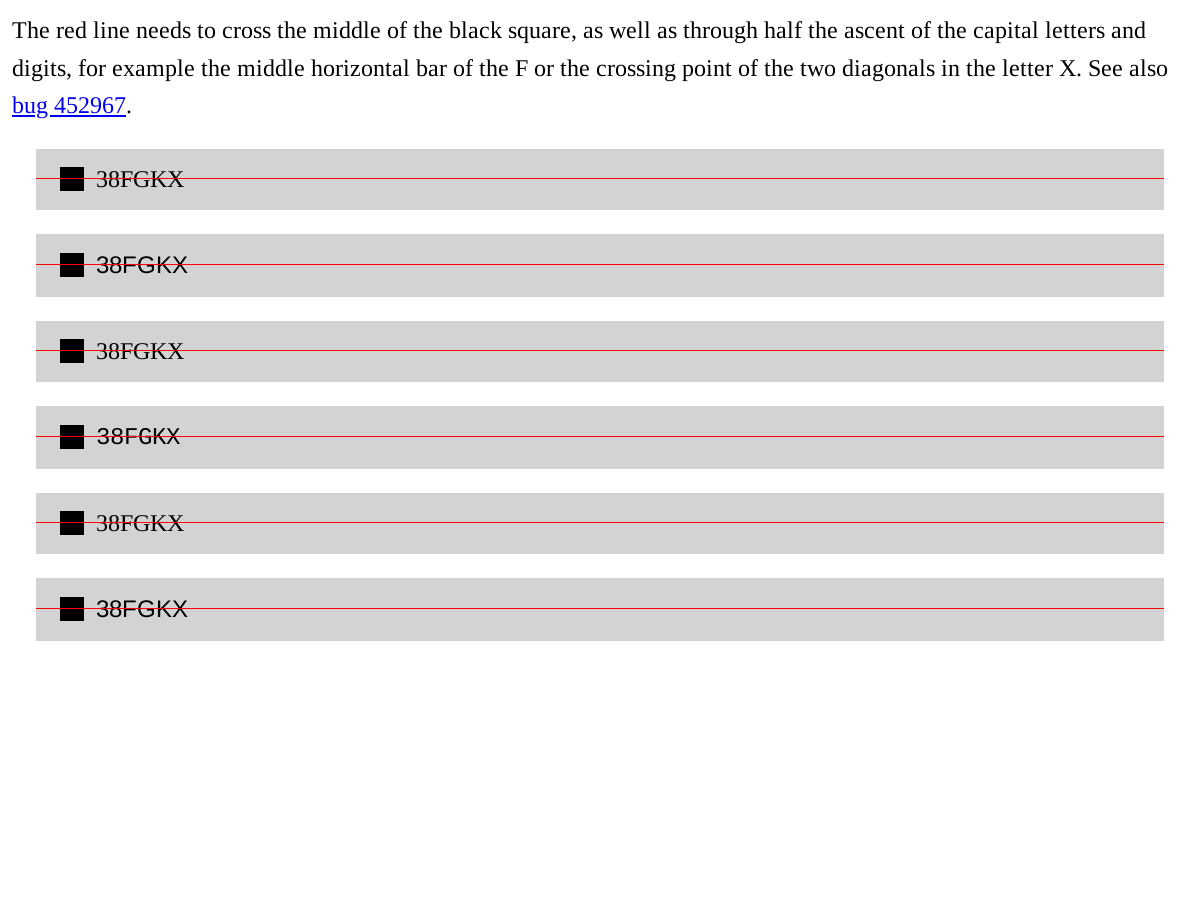 The red line needs to cross the middle of the black square, as well as through half the ascent of the capital letters and
digits, for example the middle horizontal bar of the F or the crossing point of the two diagonals in the letter X. See also
bug 452967.
38FGKX
38FGKX
38FGKX
38FGKX
38FGKX
38FGKX